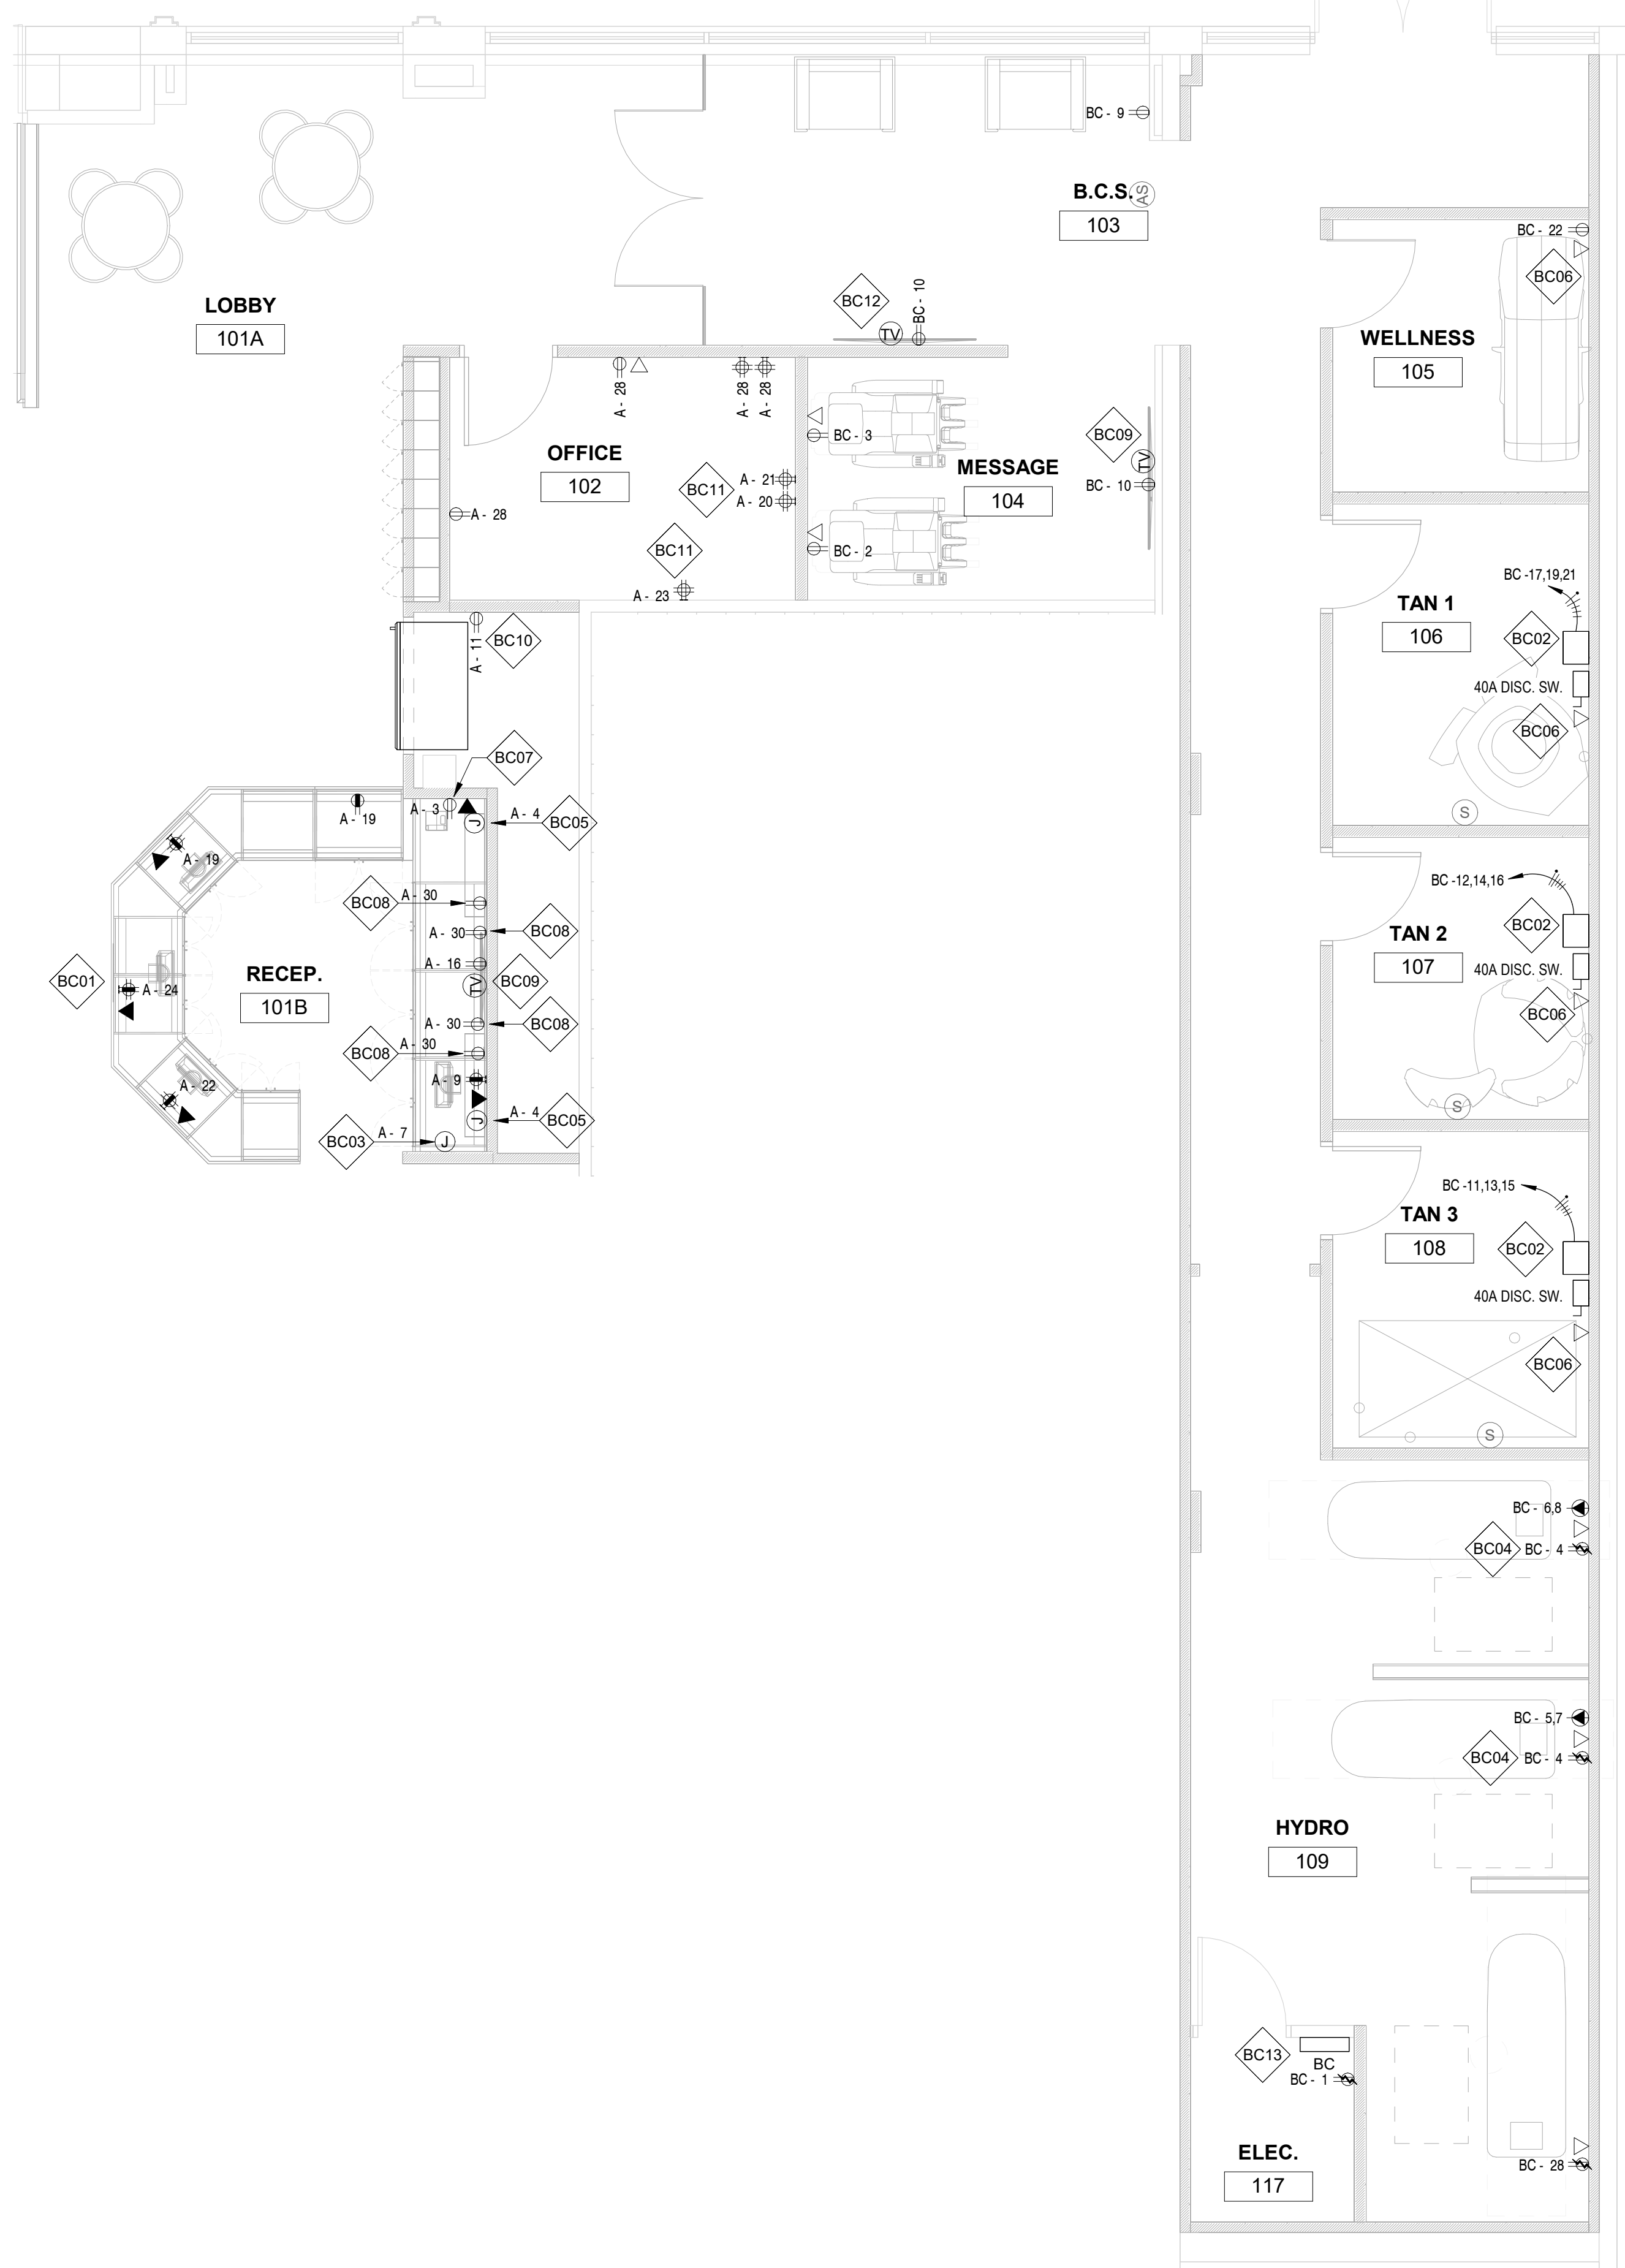 BC - 9
B.C.S.
AS
103
BC - 22
BC06
LOBBY
101A
BC12
BC - 10
TV
WELLNESS
105
A - 28
A - 28
A - 28
BC - 3
BC09
TV
OFFICE
102
MESSAGE
104
BC - 10
BC11
A - 21
A - 20
A - 28
BC11
BC - 2
A - 23
BC -17,19,21
TAN 1
106
BC02
40A DISC. SW.
BC06
S
A - 11
BC10
BC07
A - 3
J
A - 4
BC05
A - 19
A - 19
BC08
A - 30
A - 30
BC08
A - 16
TV
BC09
BC01
A - 24
RECEP.
101B
A - 30
BC08
BC08
A - 30
A - 9
A - 22
J
A - 4
BC05
BC03
A - 7
J
BC -12,14,16
BC02
TAN 2
107
40A DISC. SW.
BC06
S
BC -11,13,15
TAN 3
108
BC02
40A DISC. SW.
BC06
S
BC - 6,8
BC04
BC - 4
BC - 5,7
BC04
BC - 4
HYDRO
109
BC13
BC
BC - 1
ELEC.
117
BC - 28